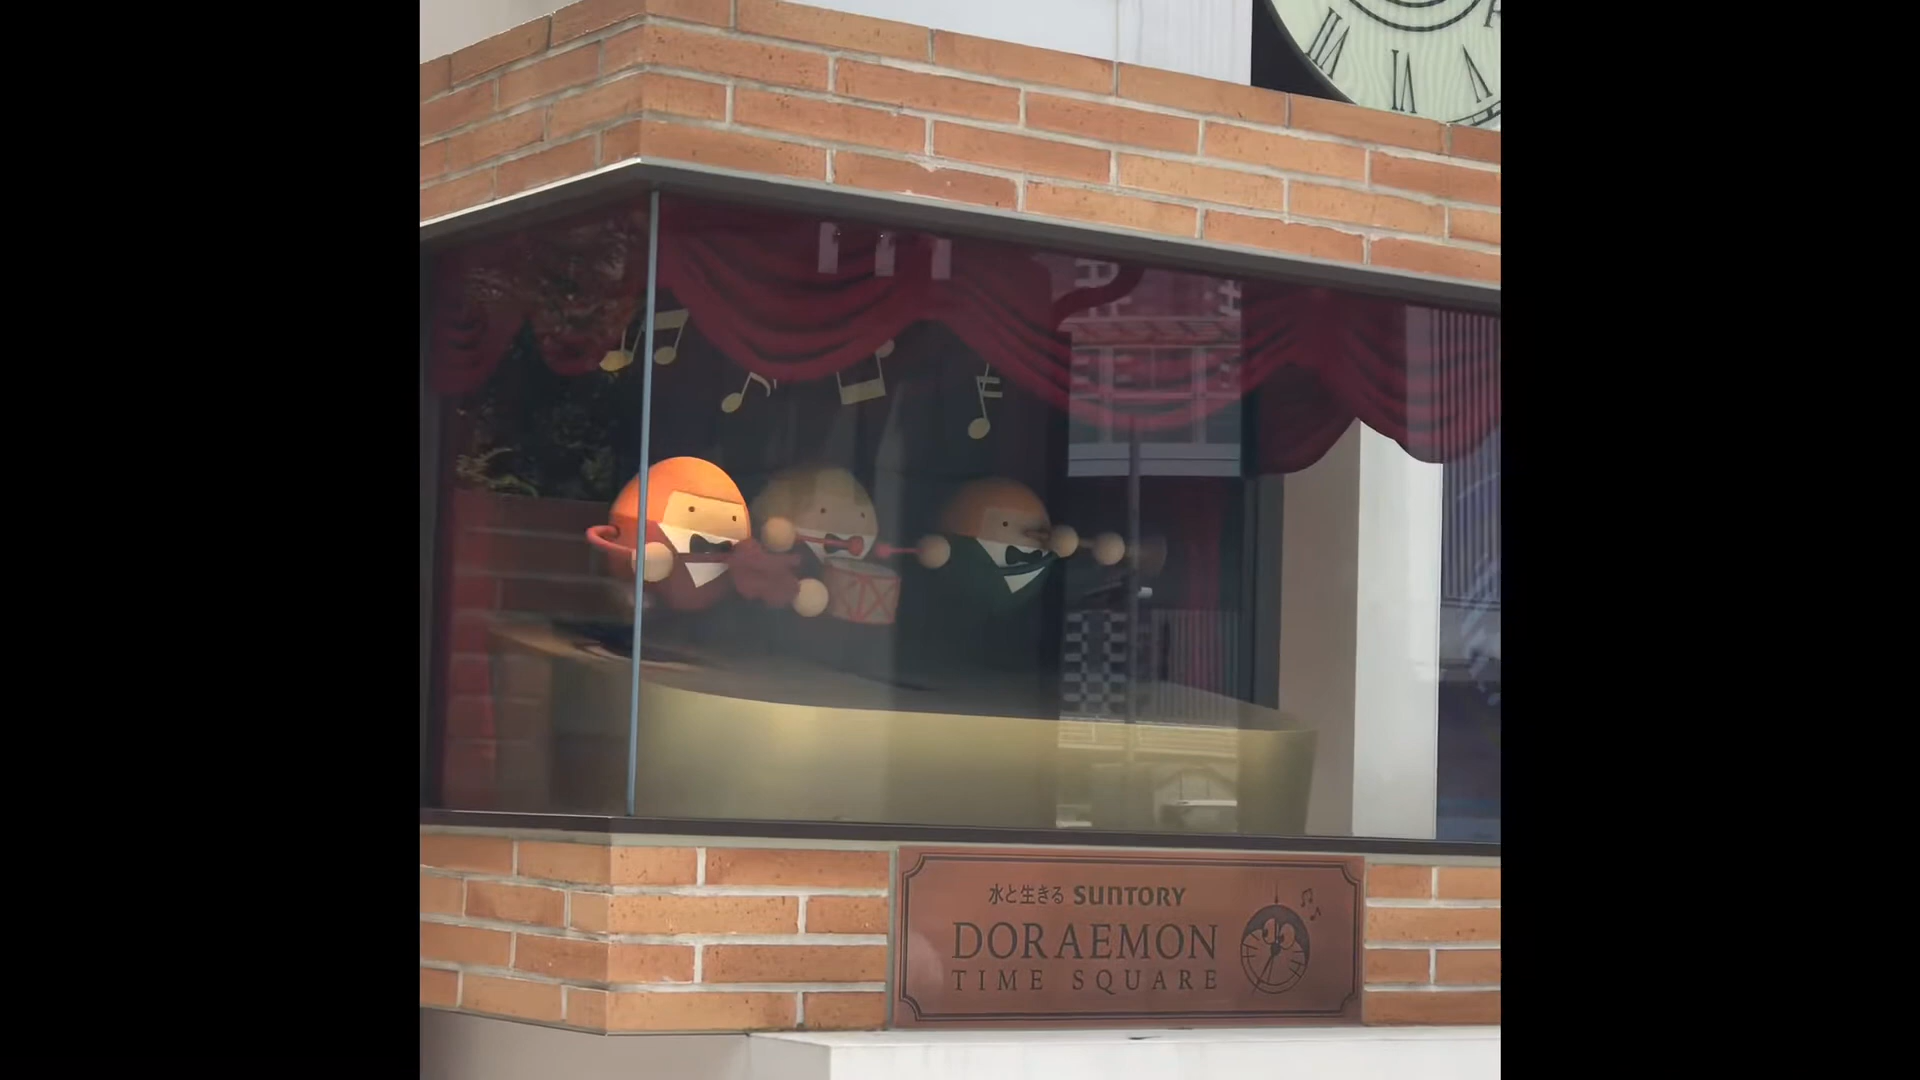 水と生きる SUNTORY
DORAEMON
TIME SQUARE